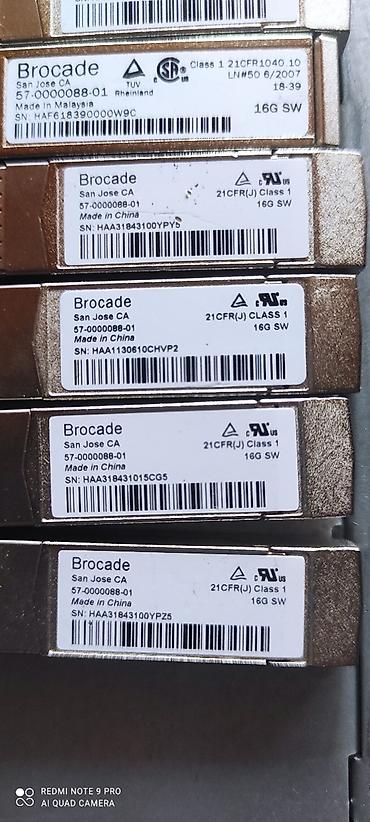 Brocade
San Jose CA
57-0000088-01
Made in Malaysia
SN: HAF618390000W9C
TUV
Rheinland
Class 1 21CFR1040.10
LN#50 6/2007
18-39
16G SW
Brocade
San Jose CA
57-0000088-01
Made in China
SN: HAA31843100YPY5
21CFR(J) Class 1
16G SW
Brocade
San Jose CA
57-0000088-01
Made in China
SN: HAA1130610CHVP2
21CFR(J) CLASS 1
16G SW
Brocade
San Jose CA
57-0000088-01
Made in China
SN: HAA318431015CG5
21CFR(J) Class 1
16G SW
Brocade
San Jose CA
57-0000088-01
Made in China
SN: HAA31843100YPZ5
21CFR(J) Class 1
16G SW
REDMI NOTE 9 PRO
AI QUAD CAMERA